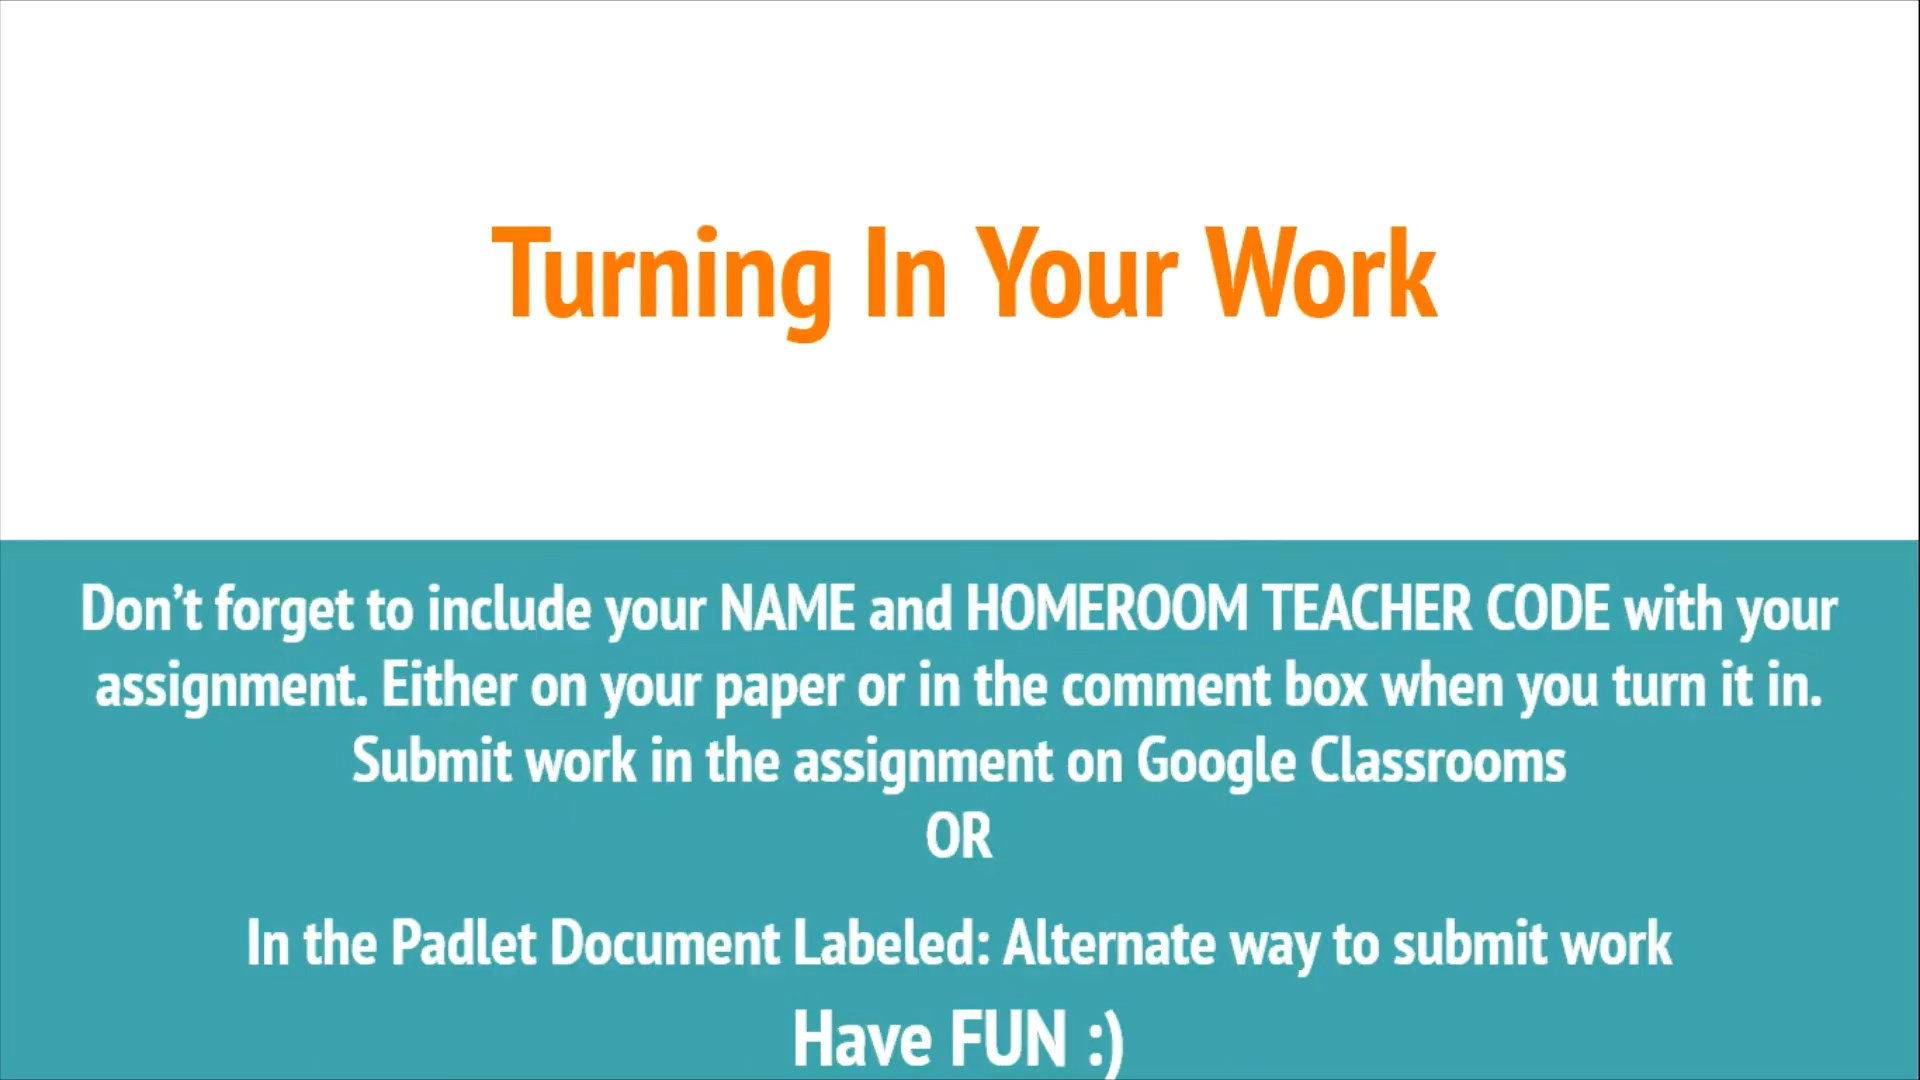 Turning In Your Work
Don’t forget to include your NAME and HOMEROOM TEACHER CODE with your
assignment. Either on your paper or in the comment box when you turn it in.
Submit work in the assignment on Google Classrooms
OR
In the Padlet Document Labeled: Alternate way to submit work
Have FUN :)